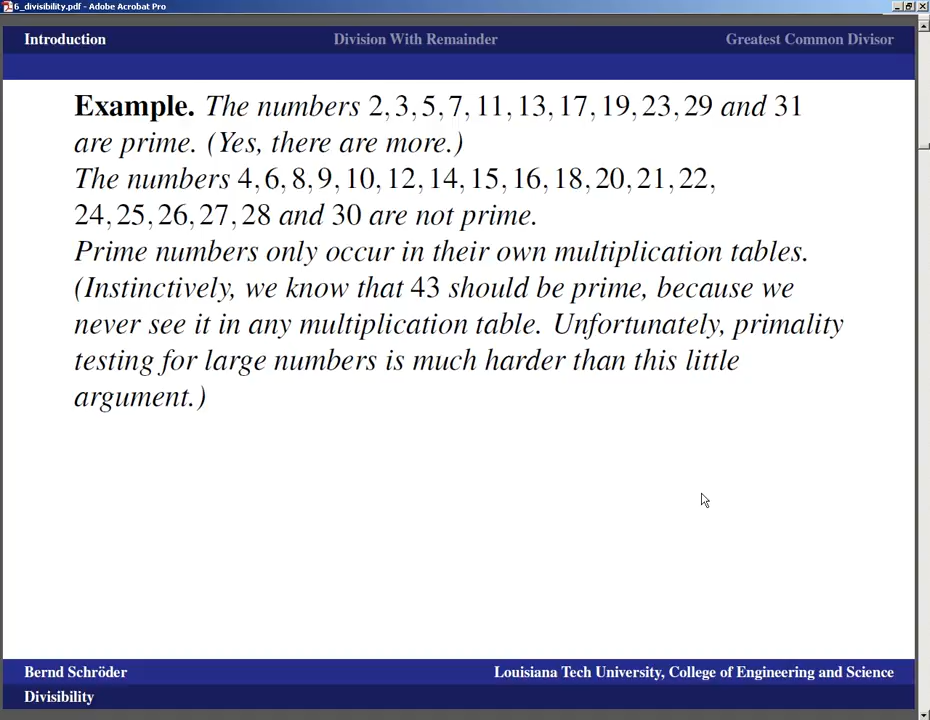 6_divisibility.pdf - Adobe Acrobat Pro
Introduction Division With Remainder Greatest Common Divisor
Example. The numbers 2, 3, 5, 7, 11, 13, 17, 19, 23, 29 and 31
are prime. (Yes, there are more.)
The numbers 4, 6, 8, 9, 10, 12, 14, 15, 16, 18, 20, 21, 22,
24, 25, 26, 27, 28 and 30 are not prime.
Prime numbers only occur in their own multiplication tables.
(Instinctively, we know that 43 should be prime, because we
never see it in any multiplication table. Unfortunately, primality
testing for large numbers is much harder than this little
argument.)
Bernd Schröder Louisiana Tech University, College of Engineering and Science
Divisibility